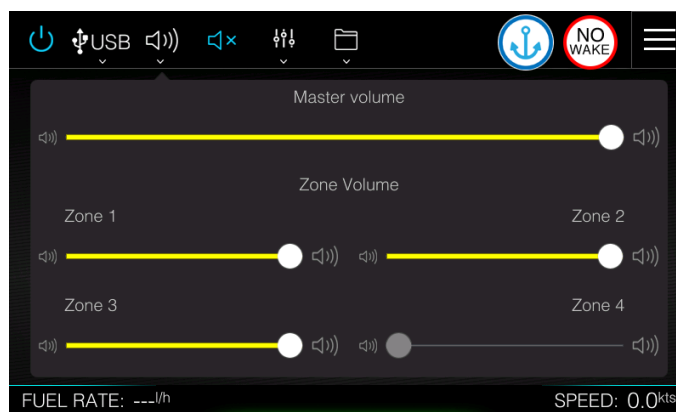 USB
NO
WAKE
Master volume
Zone Volume
Zone 1
Zone 2
Zone 3
Zone 4
FUEL RATE: ---l/h
SPEED: 0.0kts